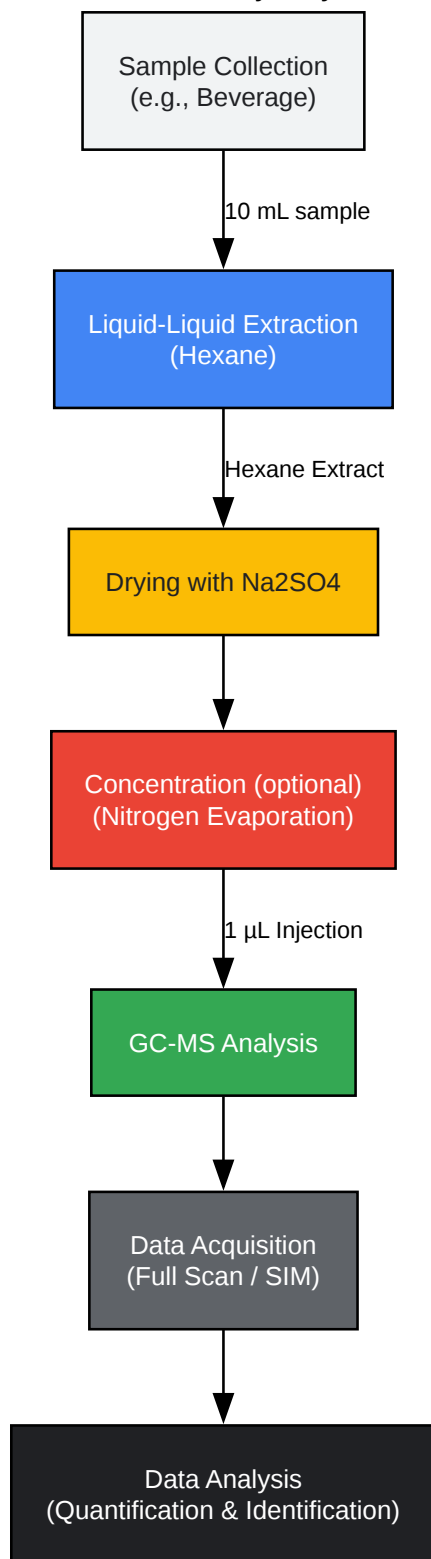 Sample Collection
(e.g., Beverage)
10 mL sample
Liquid-Liquid Extraction
(Hexane)
Hexane Extract
Drying with Na2SO4
Concentration (optional)
(Nitrogen Evaporation)
1 µL Injection
GC-MS Analysis
Data Acquisition
(Full Scan / SIM)
Data Analysis
(Quantification & Identification)